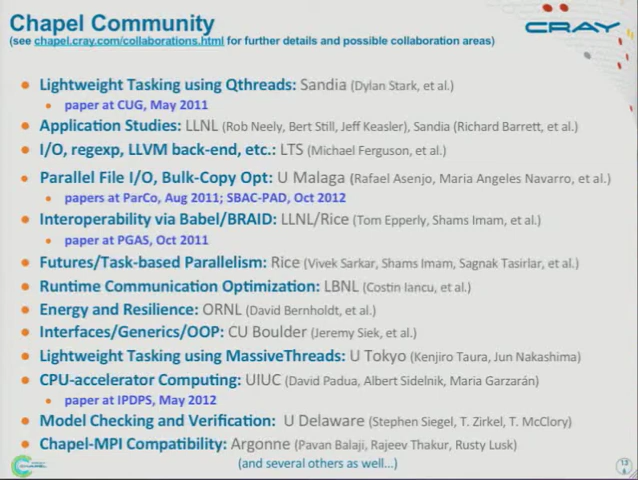 Chapel Community
(see chapel.cray.com/collaborations.html for further details and possible collaboration areas)
CRAY
• Lightweight Tasking using Qthreads: Sandia (Dylan Stark, et al.)
• paper at CUG, May 2011
• Application Studies: LLNL (Rob Neely, Bert Still, Jeff Keasler), Sandia (Richard Barrett, et al.)
• I/O, regexp, LLVM back-end, etc.: LTS (Michael Ferguson, et al.)
• Parallel File I/O, Bulk-Copy Opt: U Malaga (Rafael Asenjo, Maria Angeles Navarro, et al.)
• papers at ParCo, Aug 2011; SBAC-PAD, Oct 2012
• Interoperability via Babel/BRAID: LLNL/Rice (Tom Epperly, Shams Imam, et al.)
• paper at PGAS, Oct 2011
• Futures/Task-based Parallelism: Rice (Vivek Sarkar, Shams Imam, Sagnak Tasirlar, et al.)
• Runtime Communication Optimization: LBNL (Costin Iancu, et al.)
• Energy and Resilience: ORNL (David Bernholdt, et al.)
• Interfaces/Generics/OOP: CU Boulder (Jeremy Siek, et al.)
• Lightweight Tasking using MassiveThreads: U Tokyo (Kenjiro Taura, Jun Nakashima)
• CPU-accelerator Computing: UIUC (David Padua, Albert Sidelnik, Maria Garzarán)
• paper at IPDPS, May 2012
• Model Checking and Verification: U Delaware (Stephen Siegel, T. Zirkel, T. McClory)
• Chapel-MPI Compatibility: Argonne (Pavan Balaji, Rajeev Thakur, Rusty Lusk)
(and several others as well...)